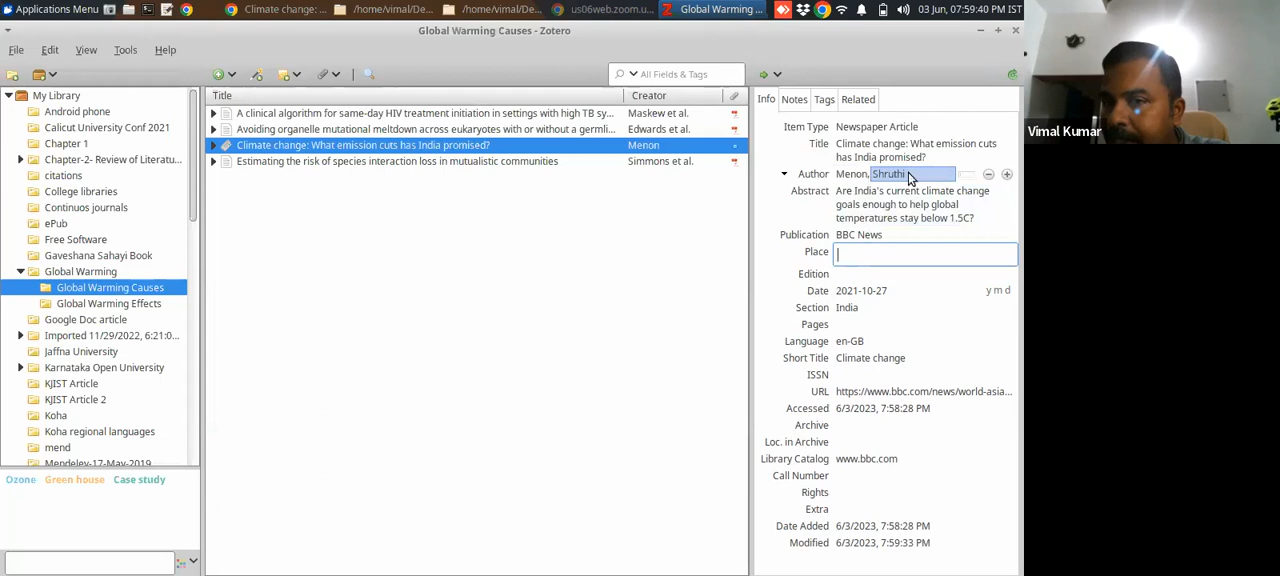 Applications Menu
Climate change: ...
/home/vimal/De...
/home/vimal/De...
us06web.zoom.u...
Global Warming ...
03 Jun, 07:59:40 PM IST
Global Warming Causes - Zotero
File Edit View Tools Help
All Fields & Tags
My Library
Android phone
Calicut University Conf 2021
Chapter 1
Chapter-2- Review of Literatu...
citations
College libraries
Continuos journals
ePub
Free Software
Gaveshana Sahayi Book
Global Warming
Global Warming Causes
Global Warming Effects
Google Doc article
Imported 11/29/2022, 6:21:0...
Jaffna University
Karnataka Open University
KJIST Article
KJIST Article 2
Koha
Koha regional languages
mend
Mendeley-17-May-2019
Ozone Green house Case study
Title Creator
A clinical algorithm for same-day HIV treatment initiation in settings with high TB sy... Maskew et al.
Avoiding organelle mutational meltdown across eukaryotes with or without a germli... Edwards et al.
Climate change: What emission cuts has India promised? Menon
Estimating the risk of species interaction loss in mutualistic communities Simmons et al.
Info Notes Tags Related
Item Type Newspaper Article
Title Climate change: What emission cuts
has India promised?
Author Menon, Shruthi
Abstract Are India's current climate change
goals enough to help global
temperatures stay below 1.5C?
Publication BBC News
Place
Edition
Date 2021-10-27 y m d
Section India
Pages
Language en-GB
Short Title Climate change
ISSN
URL https://www.bbc.com/news/world-asia...
Accessed 6/3/2023, 7:58:28 PM
Archive
Loc. in Archive
Library Catalog www.bbc.com
Call Number
Rights
Extra
Date Added 6/3/2023, 7:58:28 PM
Modified 6/3/2023, 7:59:33 PM
Vimal Kumar